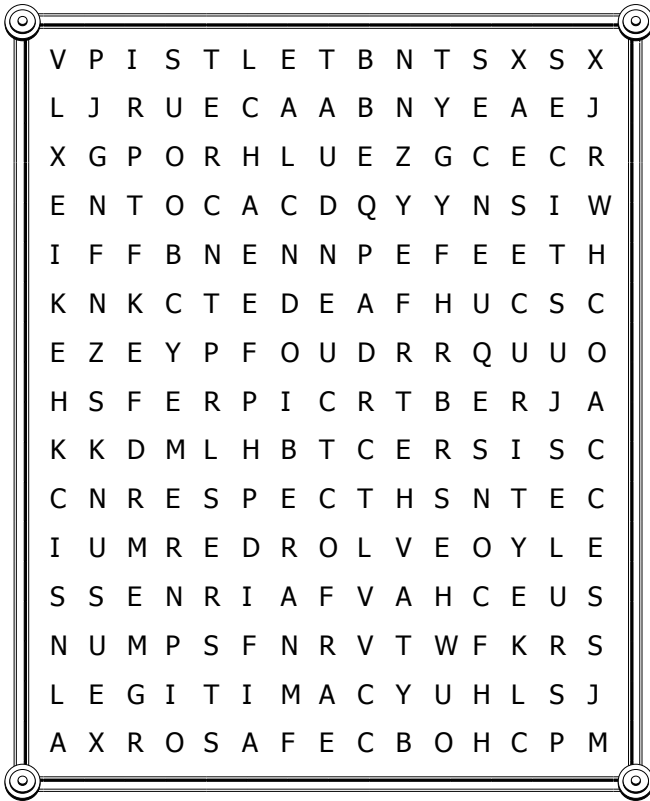 V P I S T L E T B N T S X S X
L J R U E C A A B N Y E A E J
X G P O R H L U E Z G C E C R
E N T O C A C D Q Y Y N S I W
I F F B N E N N P E F E E T H
K N K C T E D E A F H U C S C
E Z E Y P F O U D R R Q U U O
H S F E R P I C R T B E R J A
K K D M L H B T C E R S I S C
C N R E S P E C T H S N T E C
I U M R E D R O L V E O Y L E
S S E N R I A F V A H C E U S
N U M P S F N R V T W F K R S
L E G I T I M A C Y U H L S J
A X R O S A F E C B O H C P M